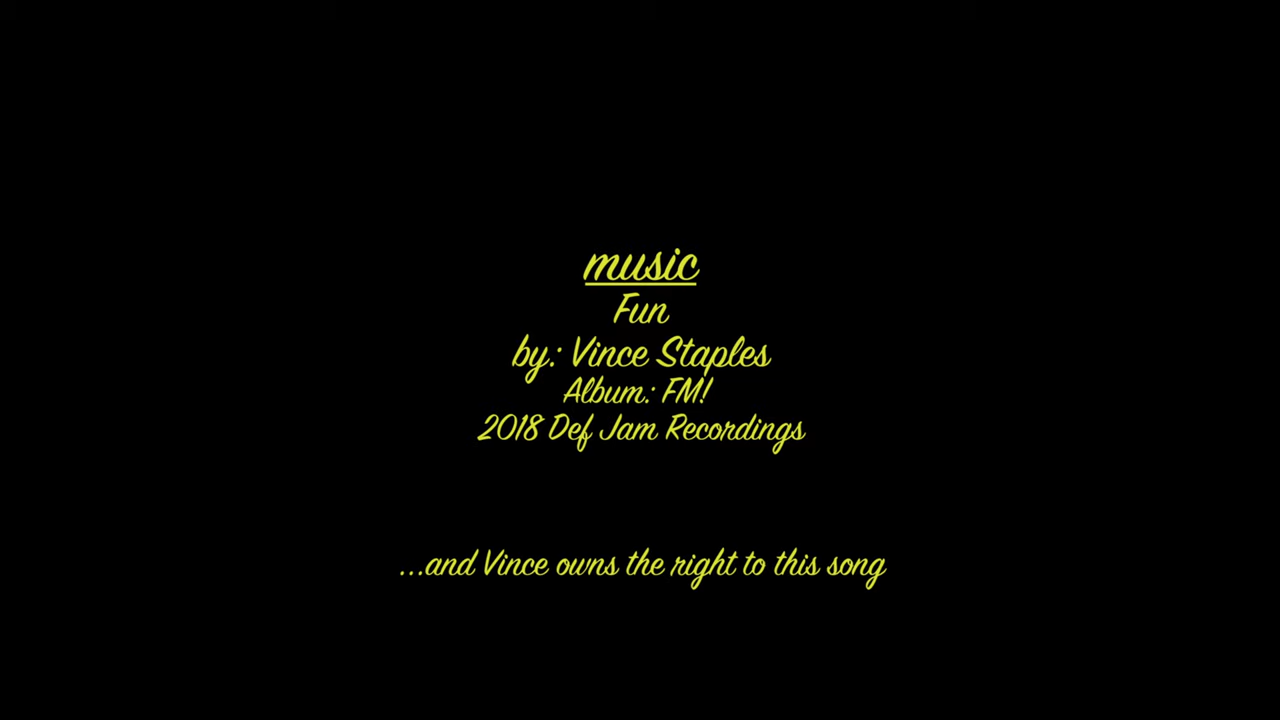 music
Fun
by: Vince Staples
Album: FM!
2018 Def Jam Recordings
...and Vince owns the right to this song